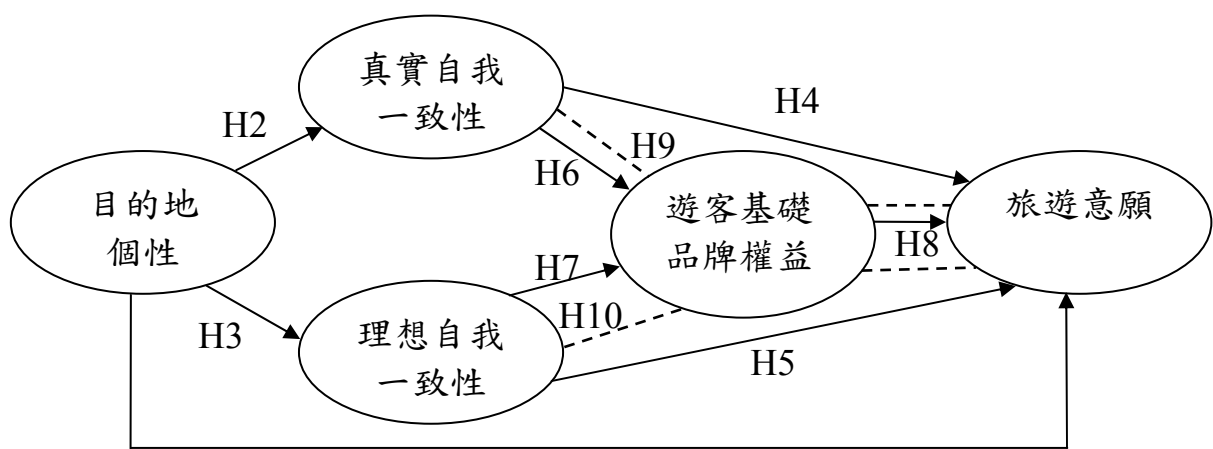 真實自我
一致性
H4
H2
H9
H6
目的地
個性
遊客基礎
品牌權益
旅遊意願
H8
H7
H10
H3
理想自我
一致性
H5